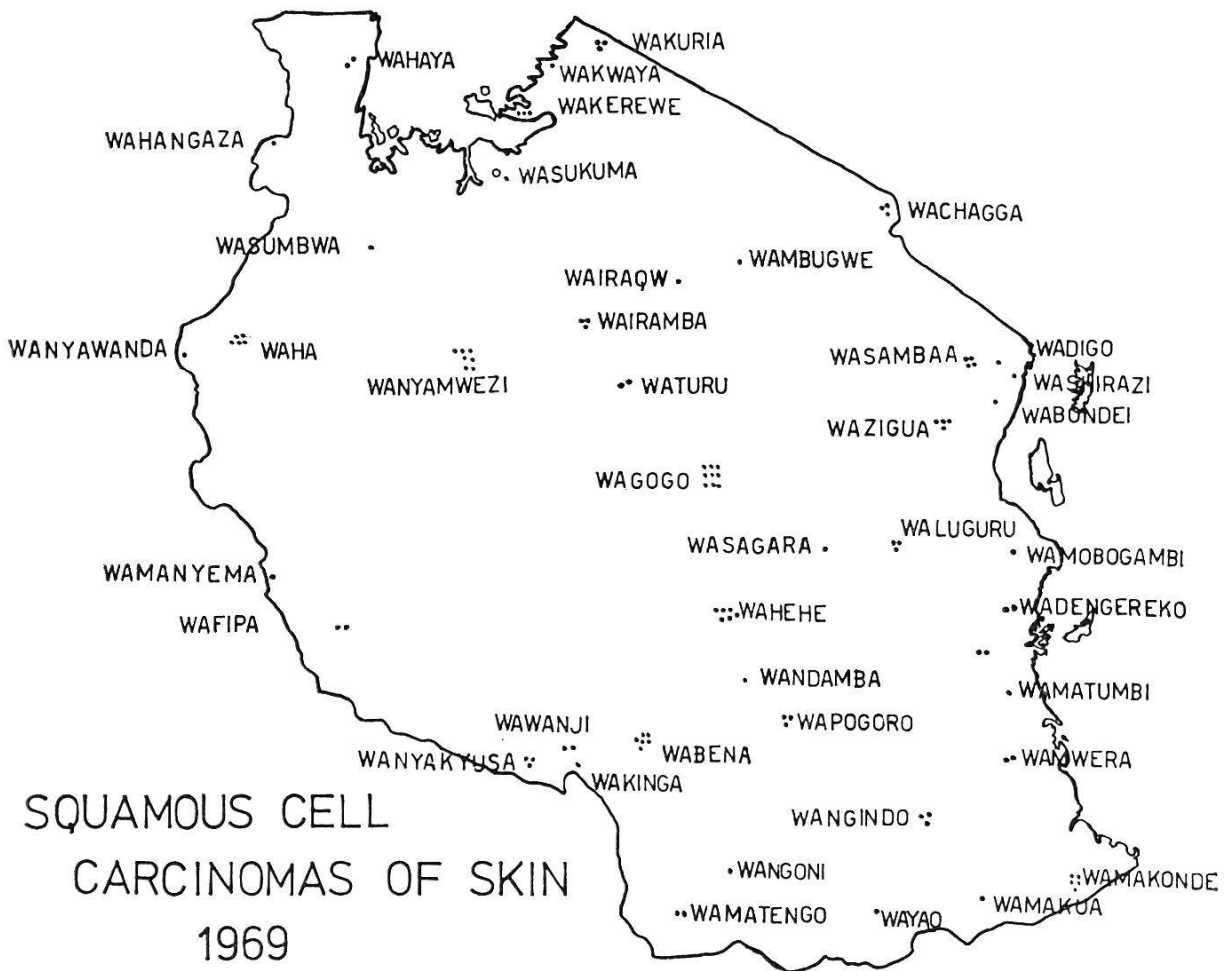 WAKURIA
WAHAYA
WAKWAYA
WAKEREWE
WAHANGAZA
WASUKUMA
WACHAGGA
WASUMBWA
WAMBUGWE
WAIRAQW
WAIRAMBA
WANYAWANDA
WAHA
WASAMBAA
WADIGO
WANYAMWEZI
WATURU
WASHIRAZI
WABONDEI
WAZIGUA
WAGOGO
WALUGURU
WASAGARA
WAMOBOGAMBI
WAMANYEMA
WAHEHE
WADENGEREKO
WAFIPA
WANDAMBA
WAMATUMBI
WAWANJI
WAPOGORO
WANYAKYUSA
WABENA
WAMWERA
WAKINGA
WANGINDO
WANGONI
WAMAKONDE
WAMATENGO
WAYAO
WAMAKUA
SQUAMOUS CELL
CARCINOMAS OF SKIN
1969